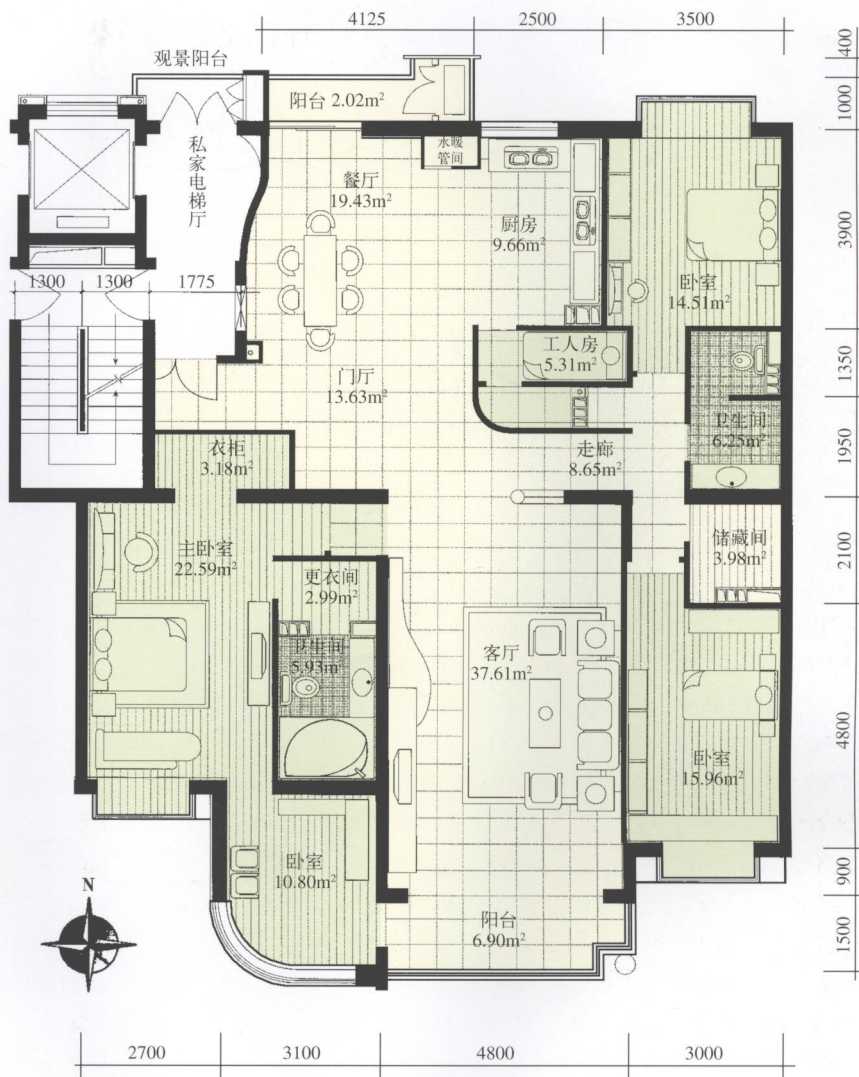 4125
2500
3500
400
1000
3900
1350
1950
2100
4800
900
1500
观景阳台
阳台 2.02m²
私家电梯厅
水暖
管间
餐厅
19.43m²
厨房
9.66m²
卧室
14.51m²
1300
1300
1775
工人房
5.31m²
门厅
13.63m²
卫生间
6.25m²
衣柜
3.18m²
走廊
8.65m²
主卧室
22.59m²
储藏间
3.98m²
更衣间
2.99m²
卫生间
5.93m²
客厅
37.61m²
卧室
15.96m²
卧室
10.80m²
阳台
6.90m²
N
2700
3100
4800
3000